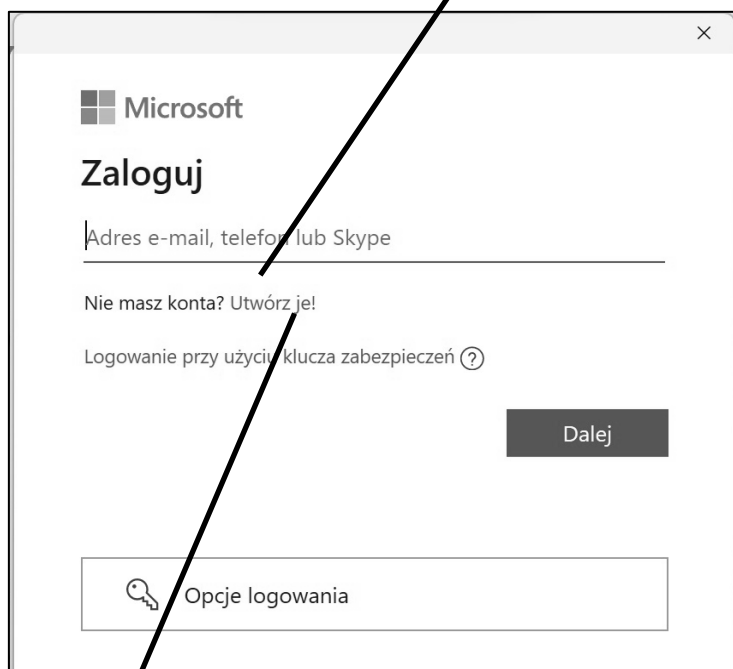 Microsoft
Zaloguj
Adres e-mail, telefon lub Skype
Nie masz konta? Utwórz je!
Logowanie przy użyciu klucza zabezpieczeń
Dalej
Opcje logowania